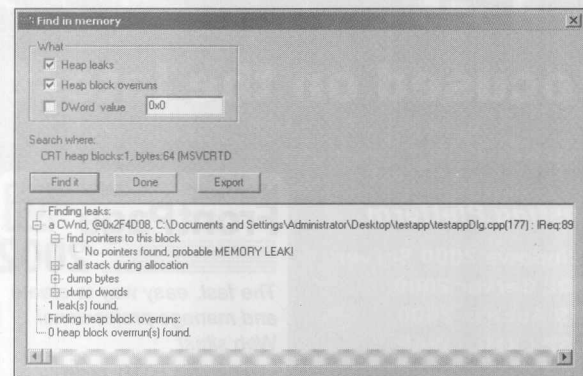 Find in memory
What
Heap leaks
Heap block overruns
DWord value 0x0
Search where:
CRT heap blocks:1, bytes:64 (MSVCRTD
Find it Done Export
Finding leaks:
a CWnd, @0x2F4D08, C:\Documents and Settings\Administrator\Desktop\testapp\testappDlg.cpp(177) : IReq:89
find pointers to this block
No pointers found, probable MEMORY LEAK!
call stack during allocation
dump bytes
dump dwords
1 leak(s) found.
Finding heap block overuns:
0 heap block overrrun(s) found.